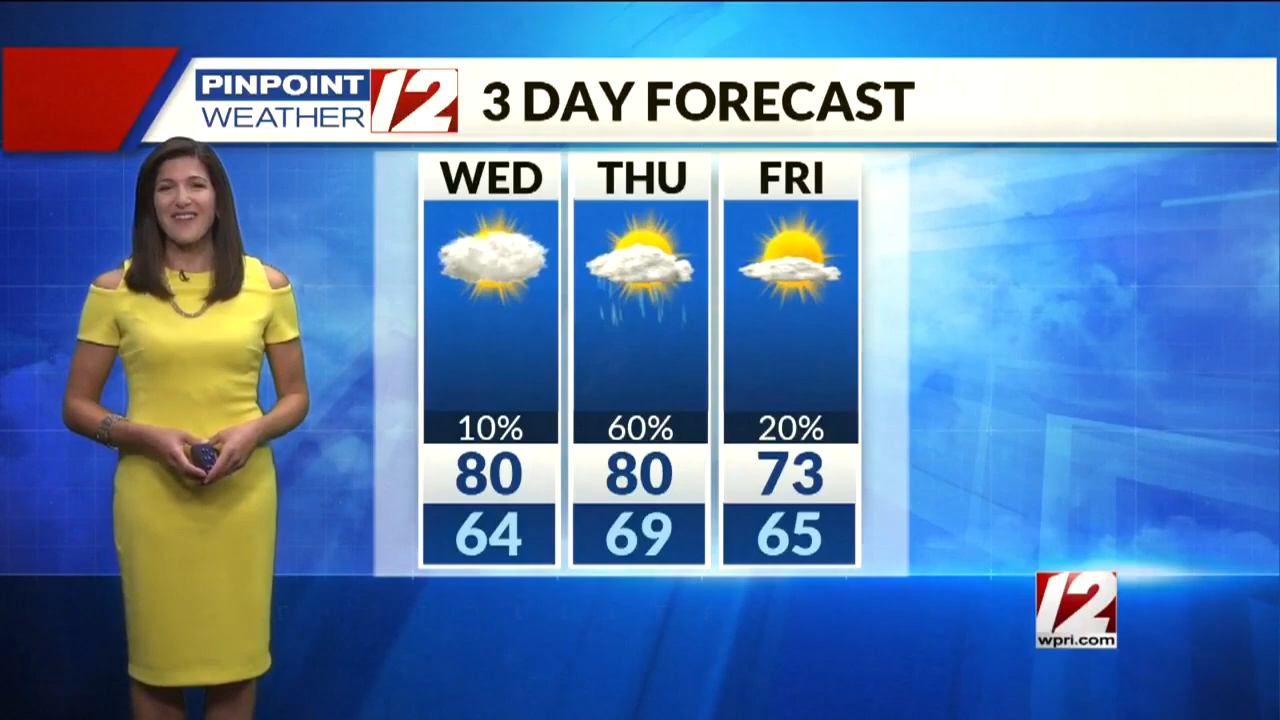 PINPOINT
WEATHER 12
3 DAY FORECAST
WED THU FRI
10% 60% 20%
80 80 73
64 69 65
12
wpri.com